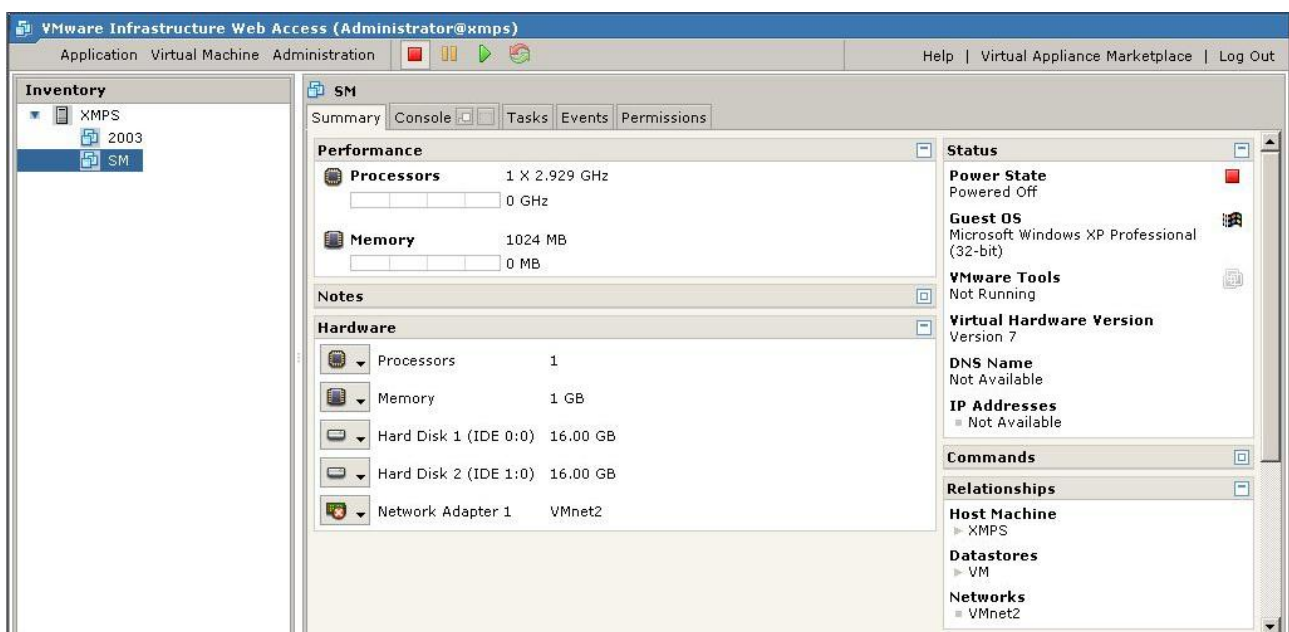 VMware Infrastructure Web Access (Administrator@xmps)
Application Virtual Machine Administration
Help | Virtual Appliance Marketplace | Log Out
Inventory
XMPS
2003
SM
SM
Summary Console Tasks Events Permissions
Performance
Processors 1 X 2.929 GHz
0 GHz
Memory 1024 MB
0 MB
Notes
Hardware
Processors 1
Memory 1 GB
Hard Disk 1 (IDE 0:0) 16.00 GB
Hard Disk 2 (IDE 1:0) 16.00 GB
Network Adapter 1 VMnet2
Status
Power State
Powered Off
Guest OS
Microsoft Windows XP Professional
(32-bit)
VMware Tools
Not Running
Virtual Hardware Version
Version 7
DNS Name
Not Available
IP Addresses
Not Available
Commands
Relationships
Host Machine
XMPS
Datastores
VM
Networks
VMnet2